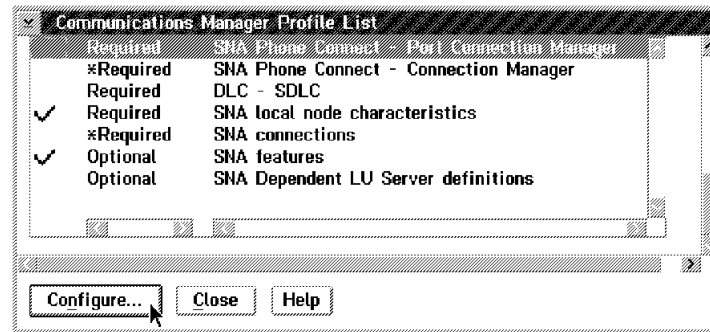 Communications Manager Profile List
Required SNA Phone Connect - Port Connection Manager
*Required SNA Phone Connect - Connection Manager
Required DLC - SDLC
Required SNA local node characteristics
*Required SNA connections
Optional SNA features
Optional SNA Dependent LU Server definitions
Configure... Close Help